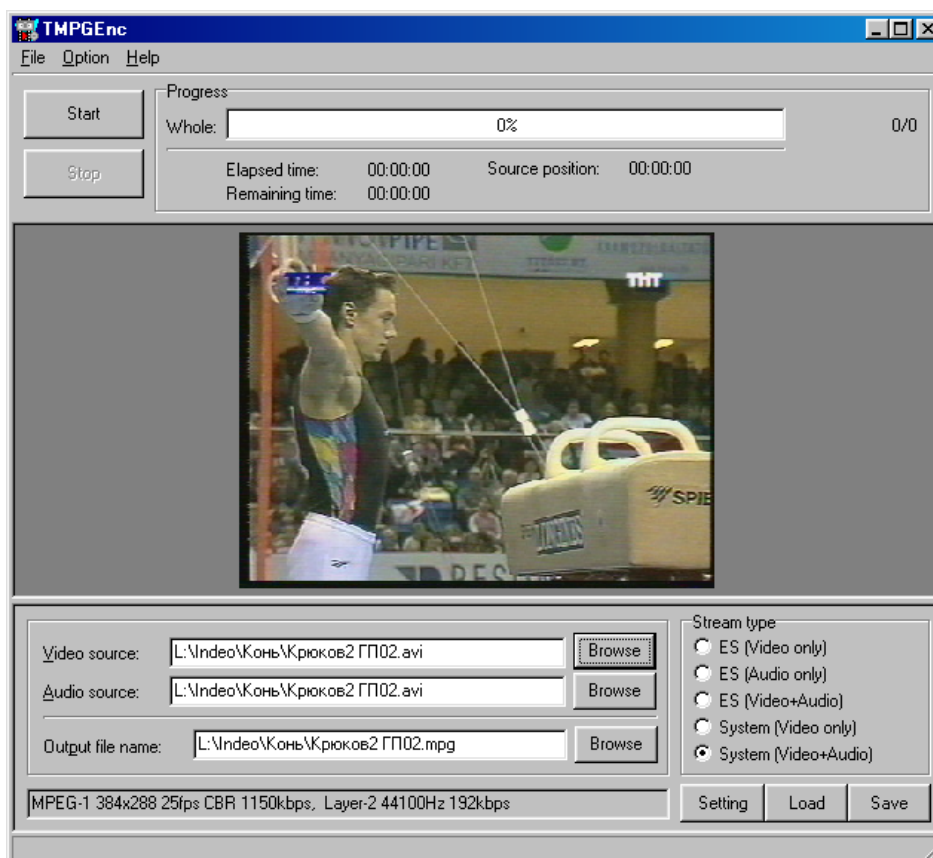 TMPGEnc
File Option Help
Start
Progress
Whole: 0% 0/0
Stop
Elapsed time: 00:00:00 Source position: 00:00:00
Remaining time: 00:00:00
PIPE
ANYAGIPARI KFT
ТНТ
SPIE
Video source: L:\Indeo\Конь\Крюков2 ГП02.avi Browse
Audio source: L:\Indeo\Конь\Крюков2 ГП02.avi Browse
Output file name: L:\Indeo\Конь\Крюков2 ГП02.mpg Browse
Stream type
ES (Video only)
ES (Audio only)
ES (Video+Audio)
System (Video only)
System (Video+Audio)
MPEG-1 384x288 25fps CBR 1150kbps, Layer-2 44100Hz 192kbps
Setting Load Save